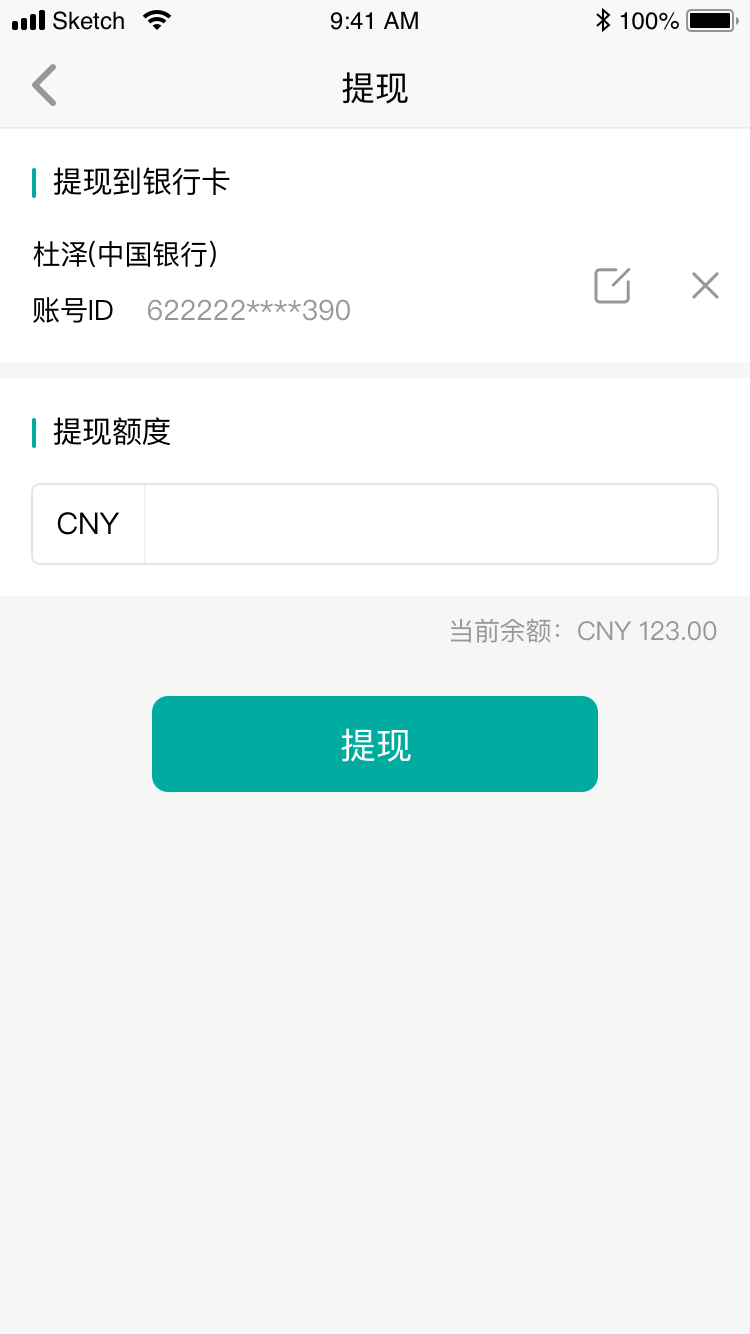 Sketch 9:41 AM 100%
提现
提现到银行卡
杜泽(中国银行)
账号ID 622222****390
提现额度
CNY
当前余额：CNY 123.00
提现